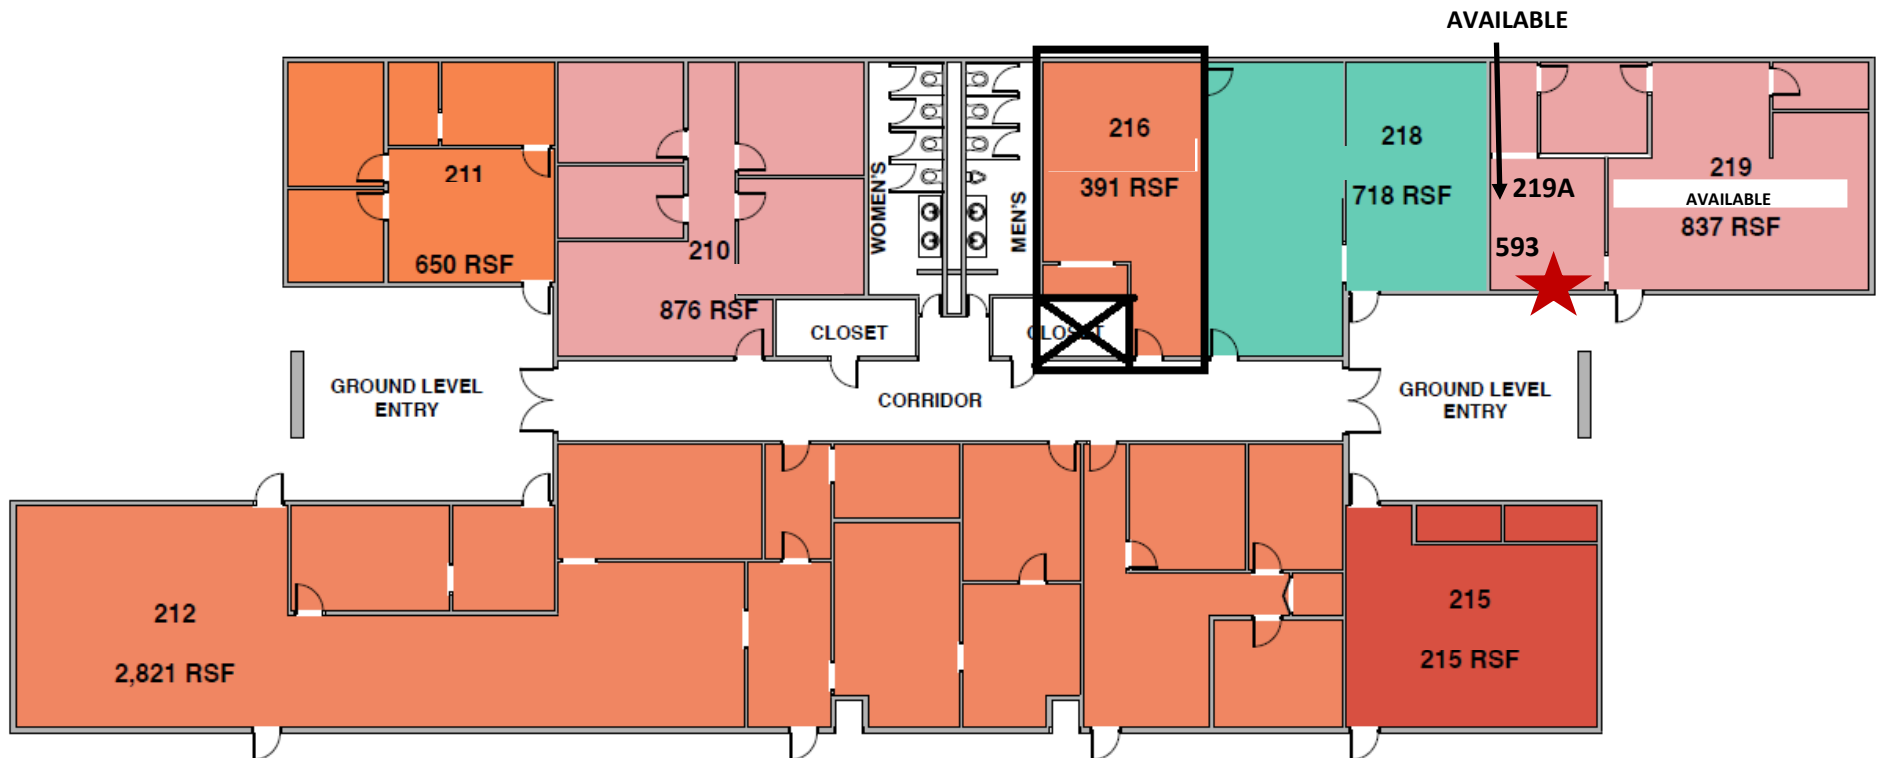 AVAILABLE
216
391 RSF
218
718 RSF
219A
593
219
AVAILABLE
837 RSF
211
650 RSF
210
876 RSF
WOMEN'S
MEN'S
CLOSET
CLOSET
GROUND LEVEL
ENTRY
CORRIDOR
GROUND LEVEL
ENTRY
212
2,821 RSF
215
215 RSF